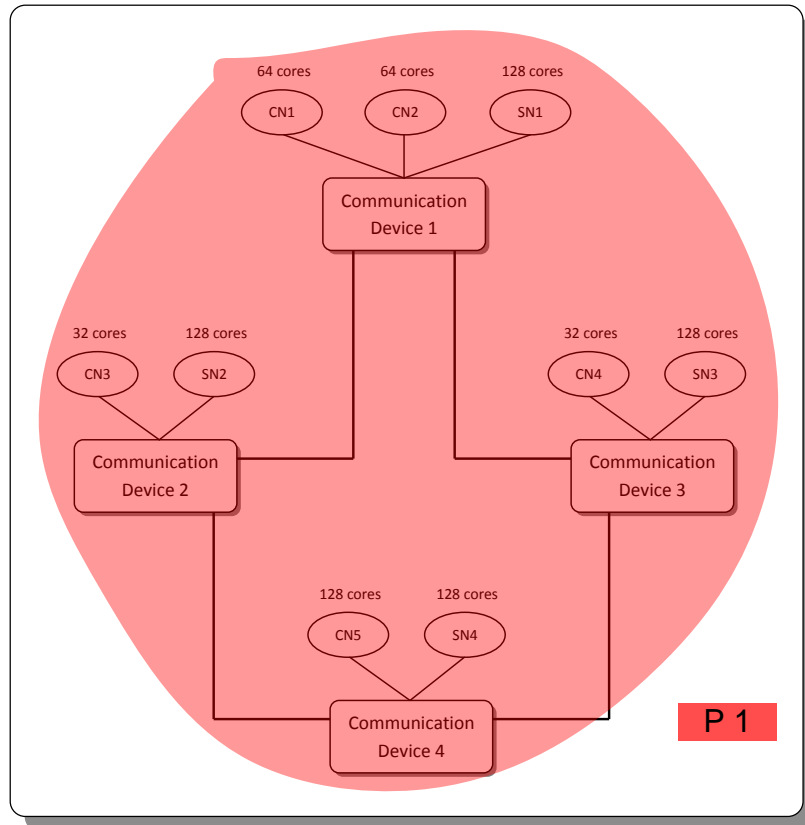 64 cores
64 cores
128 cores
CN1
CN2
SN1
Communication
Device 1
32 cores
128 cores
32 cores
128 cores
CN3
SN2
CN4
SN3
Communication
Device 2
Communication
Device 3
128 cores
128 cores
CN5
SN4
Communication
Device 4
P 1